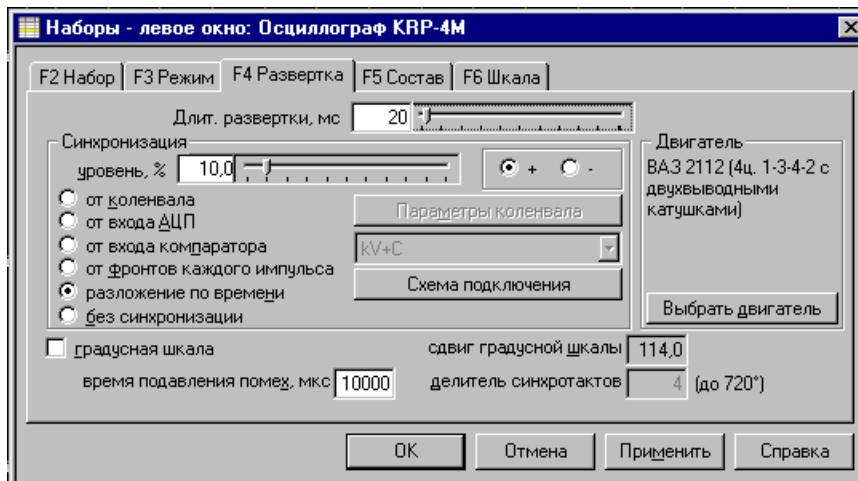 Наборы - левое окно: Осциллограф KRP-4М
F2 Набор F3 Режим F4 Развертка F5 Состав F6 Шкала
Длит. развертки, мс 20
Синхронизация
уровень, % 10,0 + -
от коленвала
от входа АЦП
от входа компаратора
от фронтов каждого импульса
разложение по времени
без синхронизации
Параметры коленвала
kV+C
Схема подключения
Двигатель
ВАЗ 2112 (4ц. 1-3-4-2 с
двухвыводными
катушками)
Выбрать двигатель
градусная шкала
сдвиг градусной шкалы 114,0
время подавления помех, мкс 10000
делитель синхротактов 4 (до 720°)
OK Отмена Применить Справка